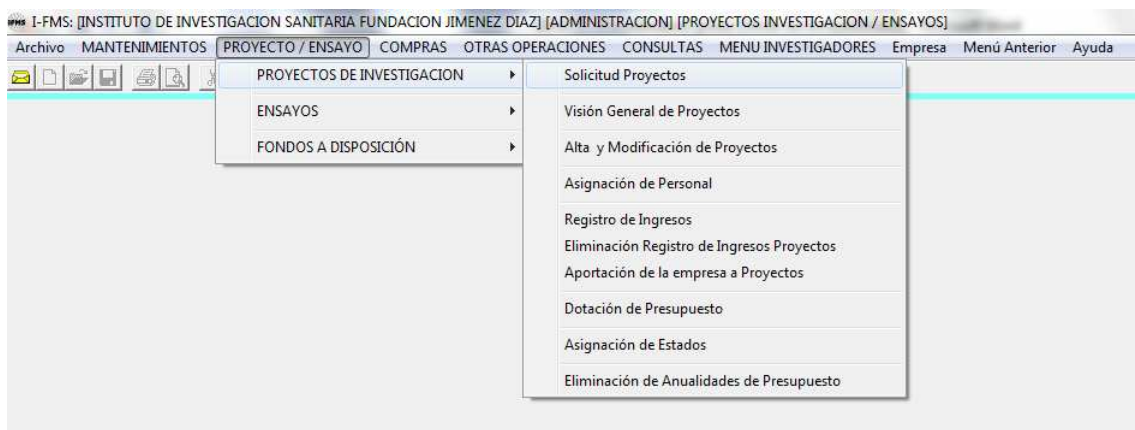 I-FMS: [INSTITUTO DE INVESTIGACION SANITARIA FUNDACION JIMENEZ DIAZ] [ADMINISTRACION] [PROYECTOS INVESTIGACION / ENSAYOS]
Archivo MANTENIMIENTOS PROYECTO / ENSAYO COMPRAS OTRAS OPERACIONES CONSULTAS MENU INVESTIGADORES Empresa Menú Anterior Ayuda
PROYECTOS DE INVESTIGACION
ENSAYOS
FONDOS A DISPOSICIÓN
Solicitud Proyectos
Visión General de Proyectos
Alta y Modificación de Proyectos
Asignación de Personal
Registro de Ingresos
Eliminación Registro de Ingresos Proyectos
Aportación de la empresa a Proyectos
Dotación de Presupuesto
Asignación de Estados
Eliminación de Anualidades de Presupuesto